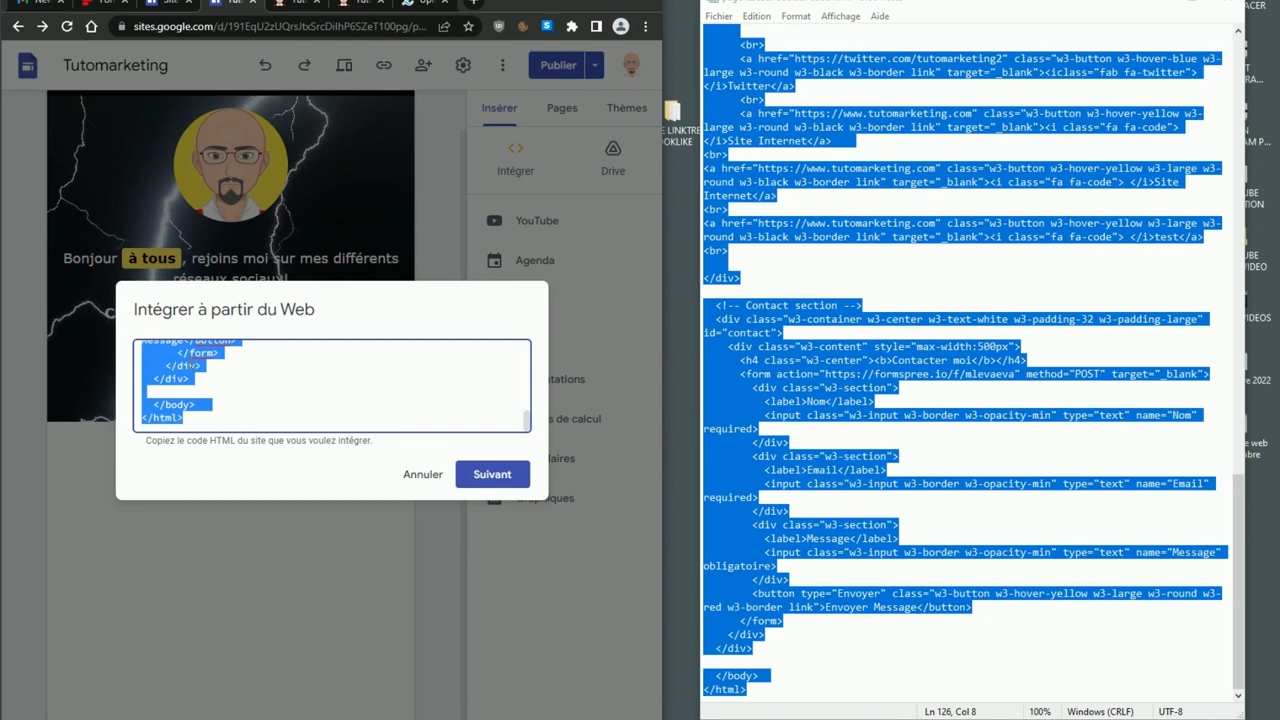 sites.google.com/d/191EqU2zUQRsJtxSrcDiIhP6SZeT100pg/p...
Tutomarketing
Publier
Insérer
Pages
Thèmes
Intégrer
Drive
YouTube
Agenda
Bonjour à tous , rejoins moi sur mes différents
réseaux sociaux!
Intégrer à partir du Web
Message</button>
</form>
</div>
</div>
</body>
</html>
Copiez le code HTML du site que vous voulez intégrer.
Annuler
Suivant
Fichier
Edition
Format
Affichage
Aide
<br>
<a href="https://twitter.com/tutomarketing2" class="w3-button w3-hover-blue w3-
large w3-round w3-black w3-border link" target="_blank"><iclass="fab fa-twitter">
</i>Twitter</a>
<br>
<a href="https://www.tutomarketing.com" class="w3-button w3-hover-yellow w3-
large w3-round w3-black w3-border link" target="_blank"><i class="fa fa-code">
</i>Site Internet</a>
<br>
<a href="https://www.tutomarketing.com" class="w3-button w3-hover-yellow w3-large w3-
round w3-black w3-border link" target="_blank"><i class="fa fa-code"> </i>Site
Internet</a>
<br>
<a href="https://www.tutomarketing.com" class="w3-button w3-hover-yellow w3-large w3-
round w3-black w3-border link" target="_blank"><i class="fa fa-code"> </i>test</a>
<br>
</div>
<!-- Contact section -->
<div class="w3-container w3-center w3-text-white w3-padding-32 w3-padding-large"
id="contact">
<div class="w3-content" style="max-width:500px">
<h4 class="w3-center"><b>Contacter moi</b></h4>
<form action="https://formspree.io/f/mlevaeva" method="POST" target="_blank">
<div class="w3-section">
<label>Nom</label>
<input class="w3-input w3-border w3-opacity-min" type="text" name="Nom"
required>
</div>
<div class="w3-section">
<label>Email</label>
<input class="w3-input w3-border w3-opacity-min" type="text" name="Email"
required>
</div>
<div class="w3-section">
<label>Message</label>
<input class="w3-input w3-border w3-opacity-min" type="text" name="Message"
obligatoire>
</div>
<button type="Envoyer" class="w3-button w3-hover-yellow w3-large w3-round w3-
red w3-border link">Envoyer Message</button>
</form>
</div>
</div>
</body>
</html>
Ln 126, Col 8
100%
Windows (CRLF)
UTF-8